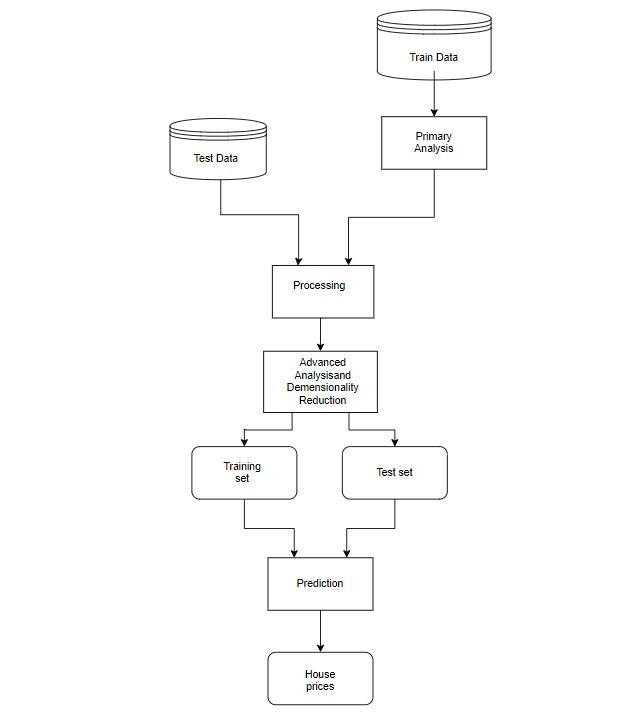 Train Data
Primary
Analysis
Test Data
Processing
Advanced
Analysisand
Demensionality
Reduction
Training
set
Test set
Prediction
House
prices